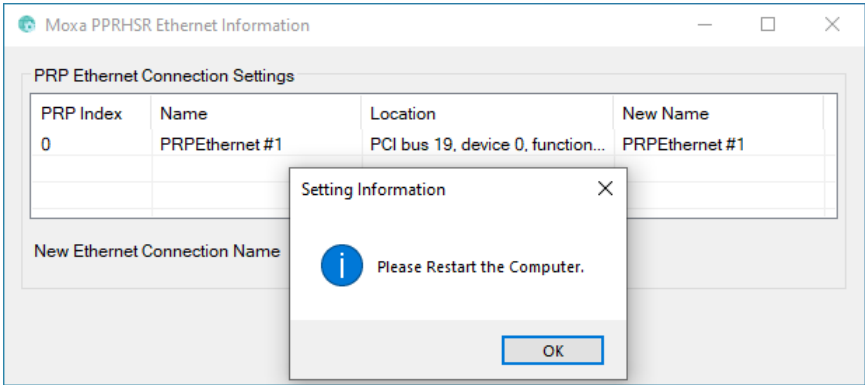 Moxa PPRHSR Ethernet Information
PRP Ethernet Connection Settings
PRP Index Name Location New Name
0 PRPEthernet #1 PCI bus 19, device 0, function... PRPEthernet #1
Setting Information
New Ethernet Connection Name
Please Restart the Computer.
OK